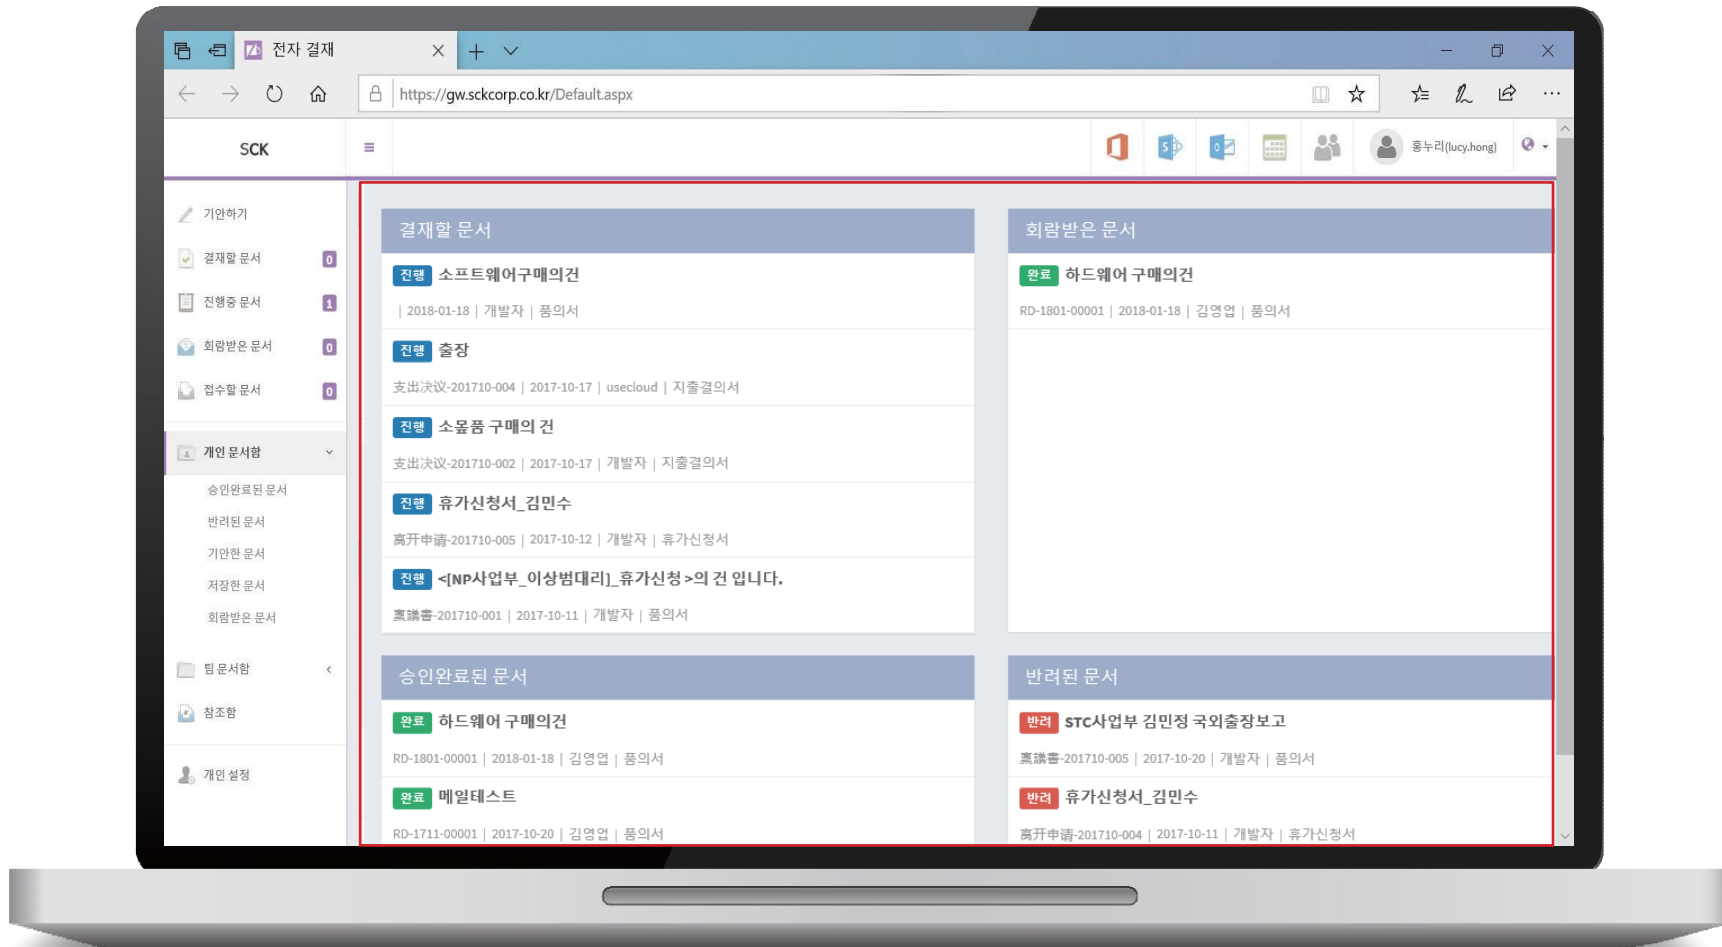 전자 결재
https://gw.sckcorp.co.kr/Default.aspx
SCK
홍누리(lucy.hong)
기안하기
결재할 문서 0
진행중 문서 1
회람받은 문서 0
접수할 문서 0
개인 문서함
승인완료된 문서
반려된 문서
기안한 문서
저장한 문서
회람받은 문서
팀 문서함
참조함
개인 설정
결재할 문서
진행 소프트웨어구매의건
| 2018-01-18 | 개발자 | 품의서
진행 출장
支出决议-201710-004 | 2017-10-17 | usecloud | 지출결의서
진행 소모품 구매의 건
支出决议-201710-002 | 2017-10-17 | 개발자 | 지출결의서
진행 휴가신청서_김민수
离开申请-201710-005 | 2017-10-12 | 개발자 | 휴가신청서
진행 <[NP사업부_이상범대리]_휴가신청 >의 건 입니다.
稟議書-201710-001 | 2017-10-11 | 개발자 | 품의서
회람받은 문서
완료 하드웨어 구매의건
RD-1801-00001 | 2018-01-18 | 김영업 | 품의서
승인완료된 문서
완료 하드웨어 구매의건
RD-1801-00001 | 2018-01-18 | 김영업 | 품의서
완료 메일테스트
RD-1711-00001 | 2017-10-20 | 김영업 | 품의서
반려된 문서
반려 STC사업부 김민정 국외출장보고
稟議書-201710-005 | 2017-10-20 | 개발자 | 품의서
반려 휴가신청서_김민수
离开申请-201710-004 | 2017-10-11 | 개발자 | 휴가신청서